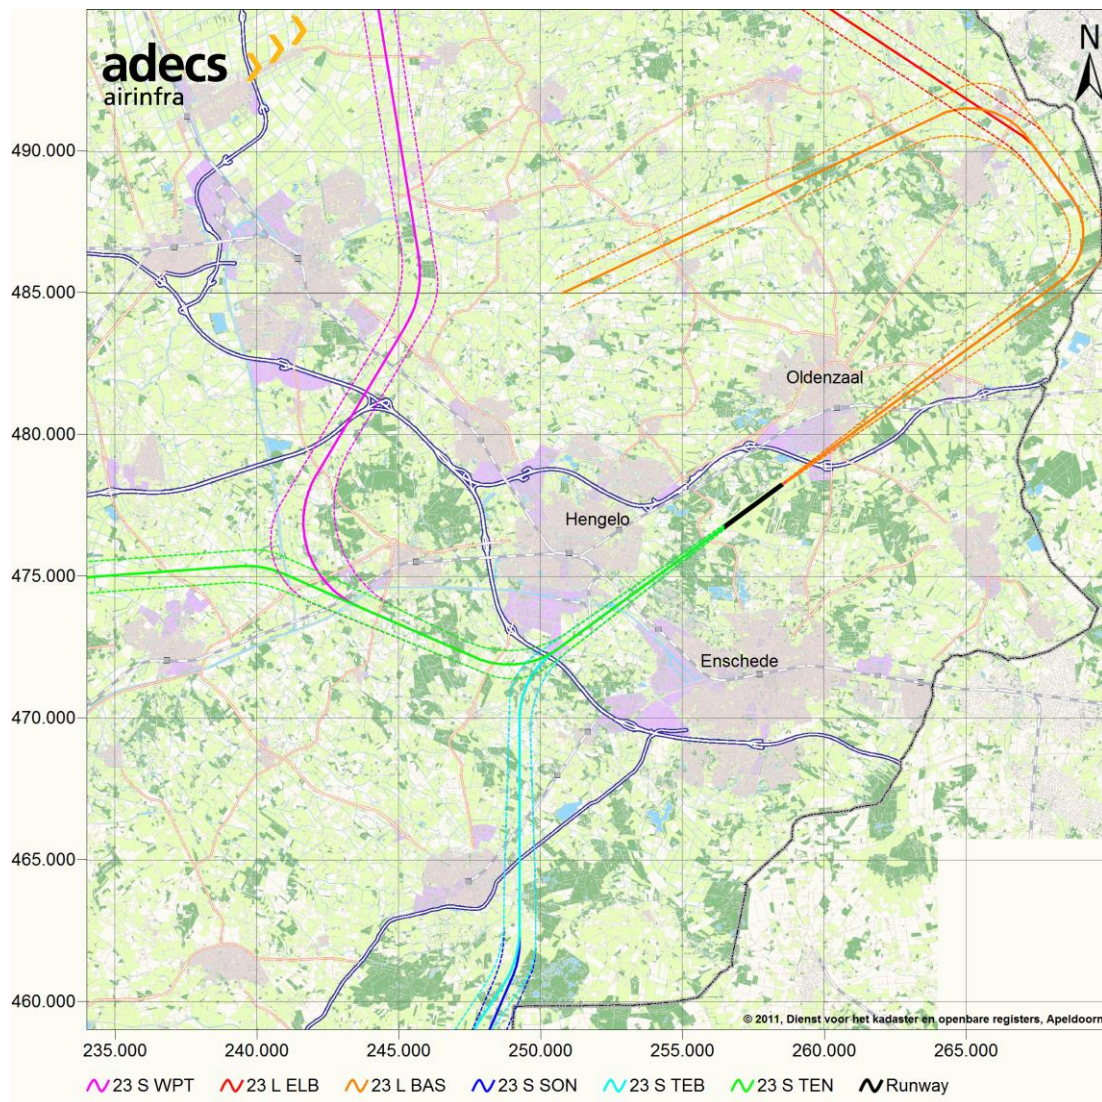 adecs
airinfra
N
490.000
485.000
Oldenzaal
480.000
Hengelo
475.000
Enschede
470.000
465.000
460.000
© 2011, Dienst voor het kadaster en openbare registers, Apeldoorn
235.000 240.000 245.000 250.000 255.000 260.000 265.000
23 S WPT 23 L ELB 23 L BAS 23 S SON 23 S TEB 23 S TEN Runway